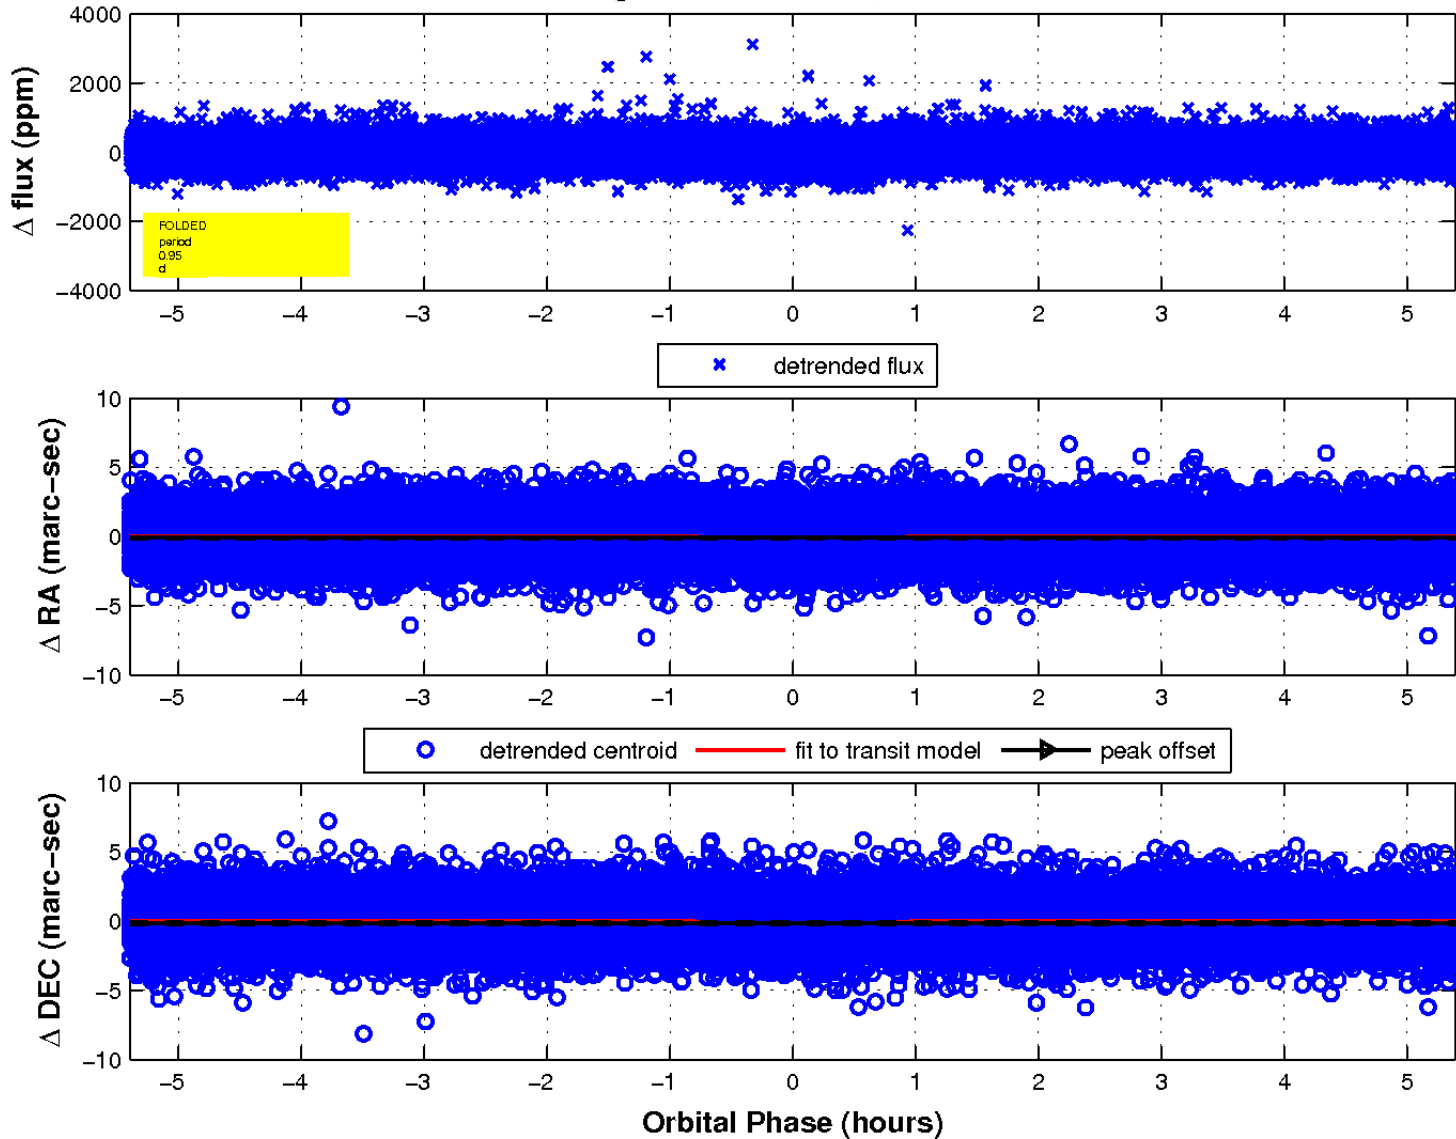 4000
2000
0
−2000
−4000
Δ flux (ppm)
FOLDED
period
0.95
d
−5 −4 −3 −2 −1 0 1 2 3 4 5
detrended flux
10
5
0
−5
−10
Δ RA (marc−sec)
−5 −4 −3 −2 −1 0 1 2 3 4 5
detrended centroid fit to transit model peak offset
10
5
0
−5
−10
Δ DEC (marc−sec)
−5 −4 −3 −2 −1 0 1 2 3 4 5
Orbital Phase (hours)